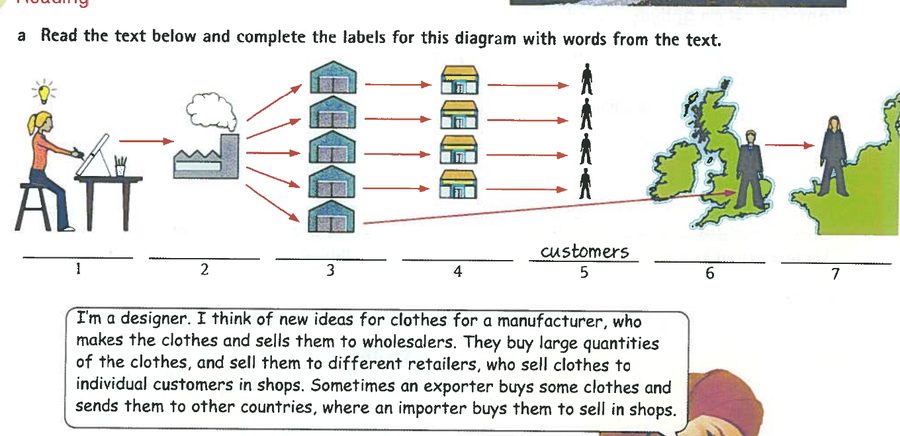 Reading
a Read the text below and complete the labels for this diagram with words from the text.
customers
1 2 3 4 5 6 7
I'm a designer. I think of new ideas for clothes for a manufacturer, who
makes the clothes and sells them to wholesalers. They buy large quantities
of the clothes, and sell them to different retailers, who sell clothes to
individual customers in shops. Sometimes an exporter buys some clothes and
sends them to other countries, where an importer buys them to sell in shops.